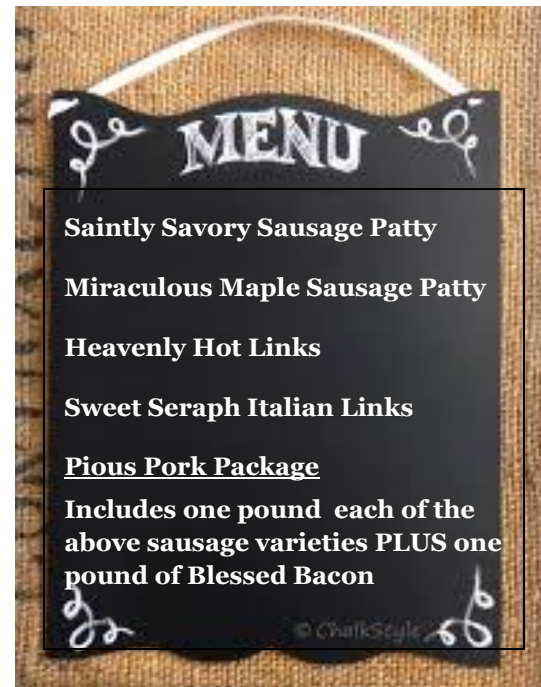 MENU
Saintly Savory Sausage Patty
Miraculous Maple Sausage Patty
Heavenly Hot Links
Sweet Seraph Italian Links
Pious Pork Package
Includes one pound each of the
above sausage varieties PLUS one
pound of Blessed Bacon
© ChalkStyle